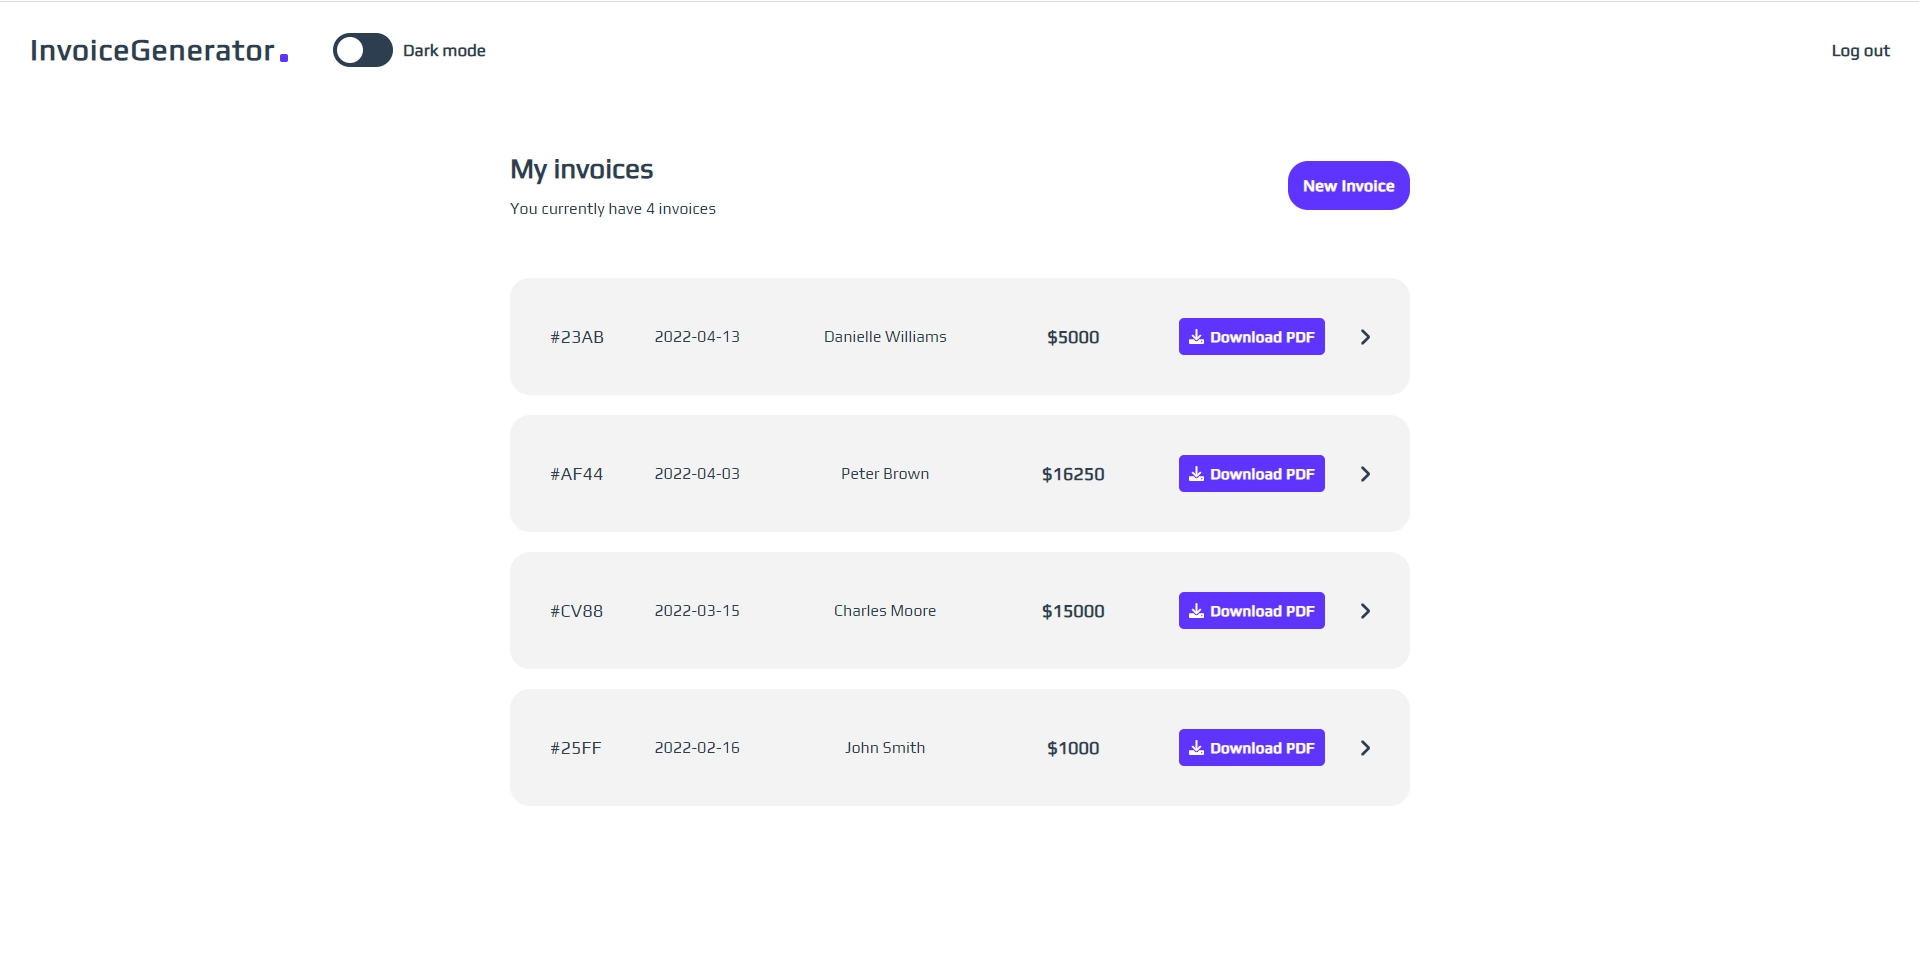 InvoiceGenerator. Dark mode Log out
My invoices
New Invoice
You currently have 4 invoices
#23AB 2022-04-13 Danielle Williams $5000 Download PDF
#AF44 2022-04-03 Peter Brown $16250 Download PDF
#CV88 2022-03-15 Charles Moore $15000 Download PDF
#25FF 2022-02-16 John Smith $1000 Download PDF